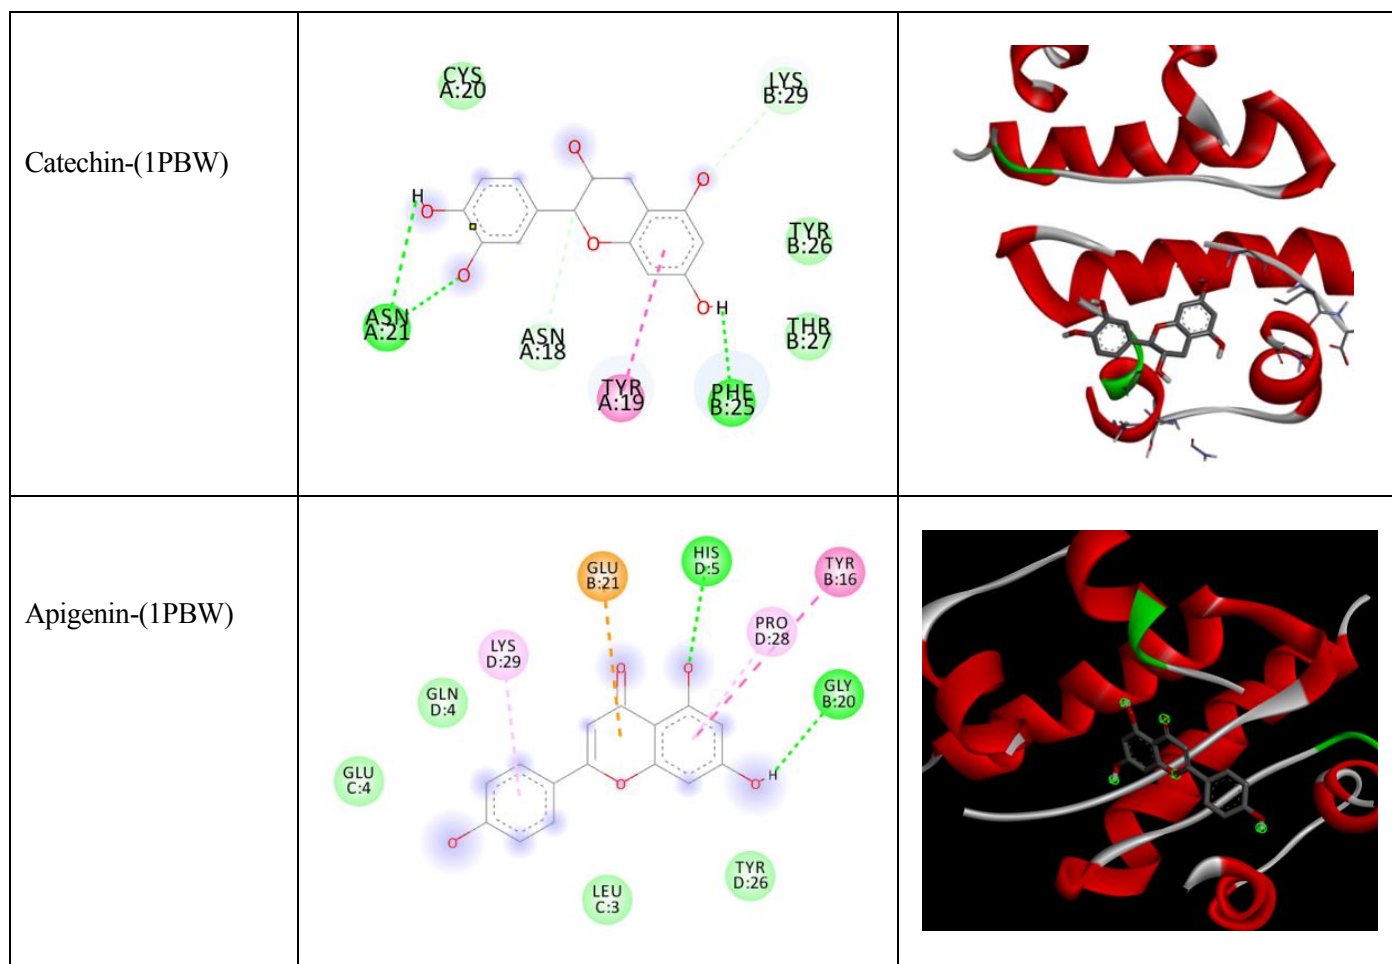 Catechin-(1PBW)
CYS
A:20
LYS
B:29
O
O
H
O
O
O
TYR
B:26
O
H
ASN
A:21
ASN
A:18
THR
B:27
TYR
A:19
PHE
B:25
Apigenin-(1PBW)
HIS
D:5
GLU
B:21
TYR
B:16
PRO
D:28
LYS
D:29
O
O
GLN
D:4
GLY
B:20
GLU
C:4
O
O
H
O
TYR
D:26
LEU
C:3